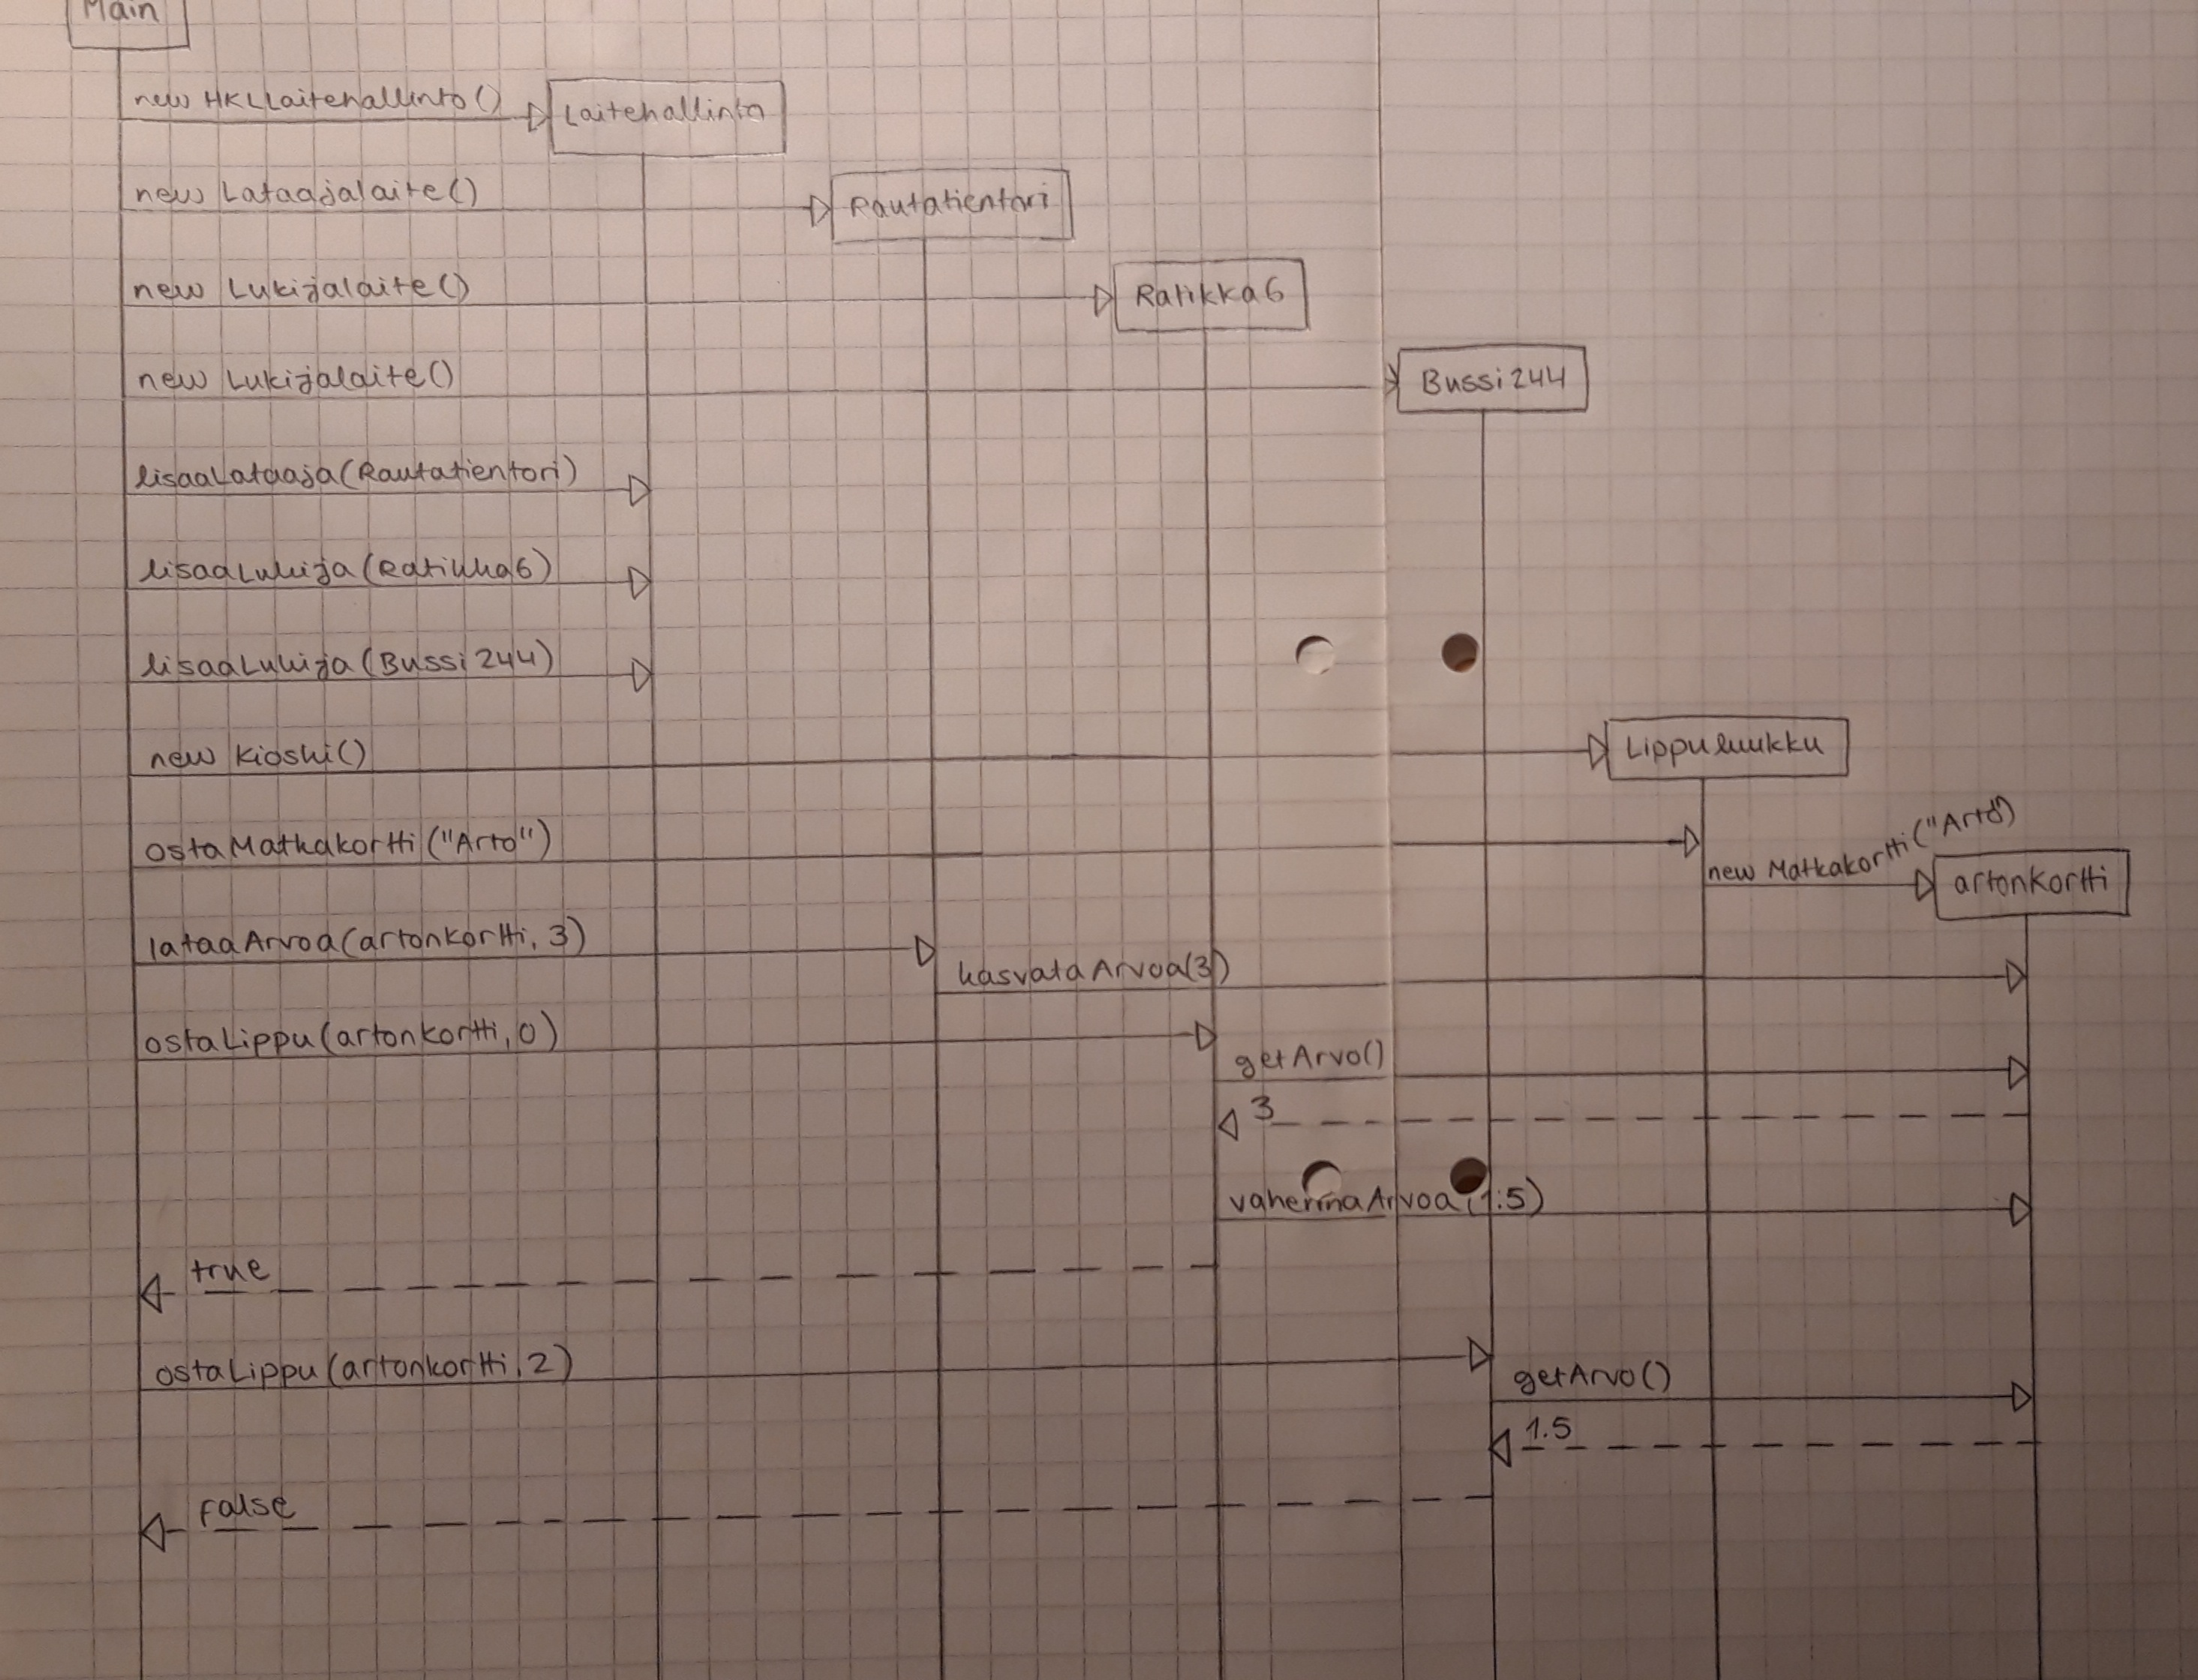 Main
new HKLLaitehallinto()
Laitehallinto
new Lataajalaite()
Rautatientori
new Lukijalaite()
Ratikka6
new Lukijalaite()
Bussi244
lisaaLataaja(Rautatientori)
lisaaLukija(Ratikka6)
lisaaLukija(Bussi244)
new Kioski()
Lippuluukku
ostaMatkakortti("Arto")
new Matkakortti("Arto")
artonkortti
lataaArvoa(artonkortti, 3)
kasvataArvoa(3)
ostaLippu(artonkortti, 0)
getArvo()
3
vahennaArvoa(1.5)
true
ostaLippu(artonkortti, 2)
getArvo()
1.5
False